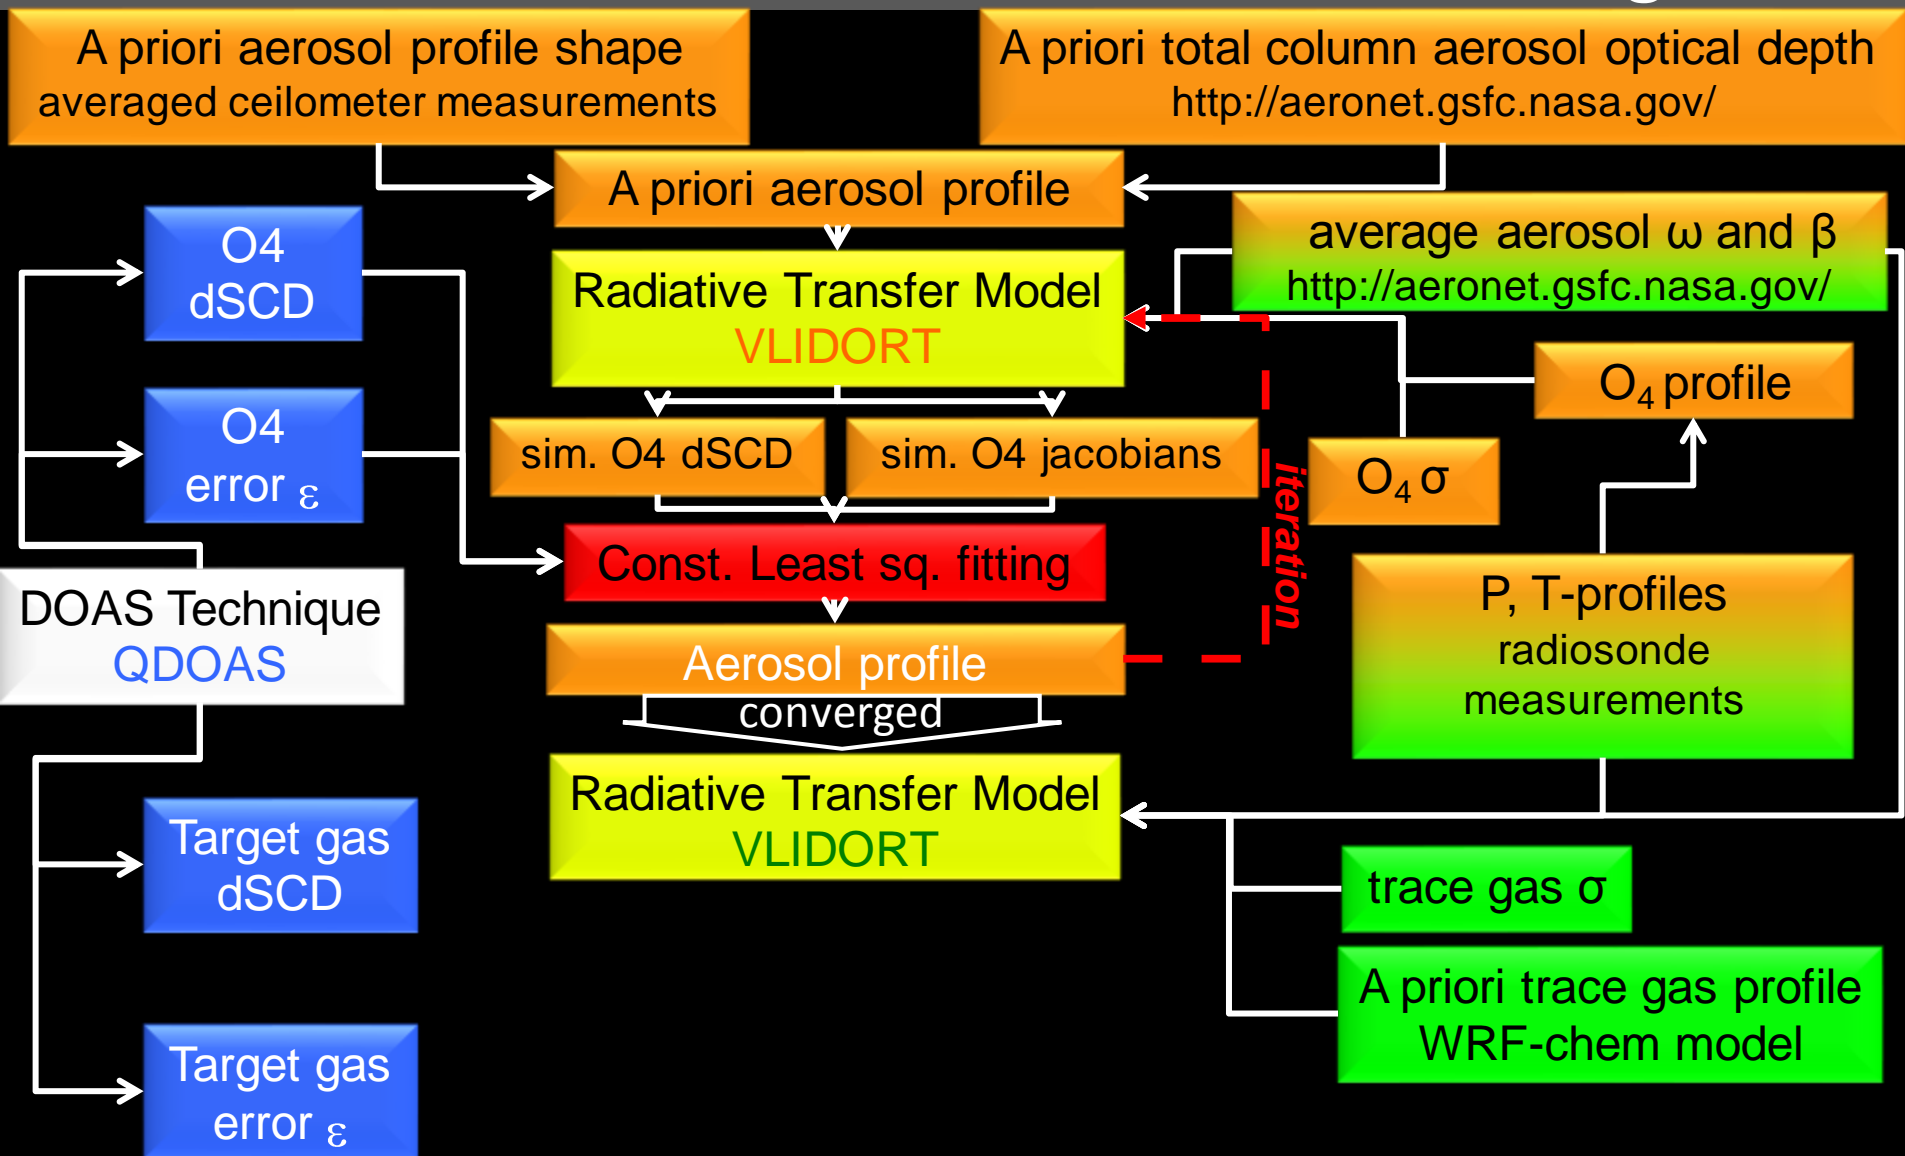 A priori aerosol profile shape
averaged ceilometer measurements
A priori total column aerosol optical depth
http://aeronet.gsfc.nasa.gov/
A priori aerosol profile
average aerosol ω and β
http://aeronet.gsfc.nasa.gov/
O4
dSCD
Radiative Transfer Model
VLIDORT
O₄ profile
O4
error ε
sim. O4 dSCD
sim. O4 jacobians
iteration
O₄ σ
Const. Least sq. fitting
DOAS Technique
QDOAS
P, T-profiles
radiosonde
measurements
Aerosol profile
converged
Radiative Transfer Model
VLIDORT
Target gas
dSCD
trace gas σ
A priori trace gas profile
WRF-chem model
Target gas
error ε